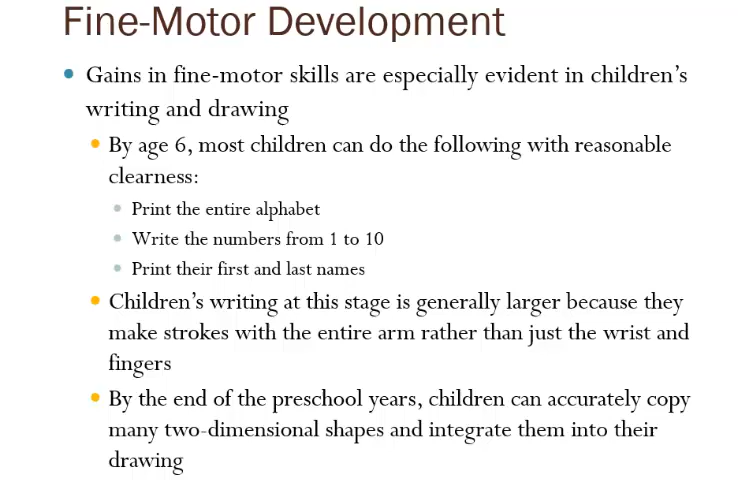 Fine-Motor Development
Gains in fine-motor skills are especially evident in children's
writing and drawing
By age 6, most children can do the following with reasonable
clearness:
Print the entire alphabet
Write the numbers from 1 to 10
Print their first and last names
Children's writing at this stage is generally larger because they
make strokes with the entire arm rather than just the wrist and
fingers
By the end of the preschool years, children can accurately copy
many two-dimensional shapes and integrate them into their
drawing